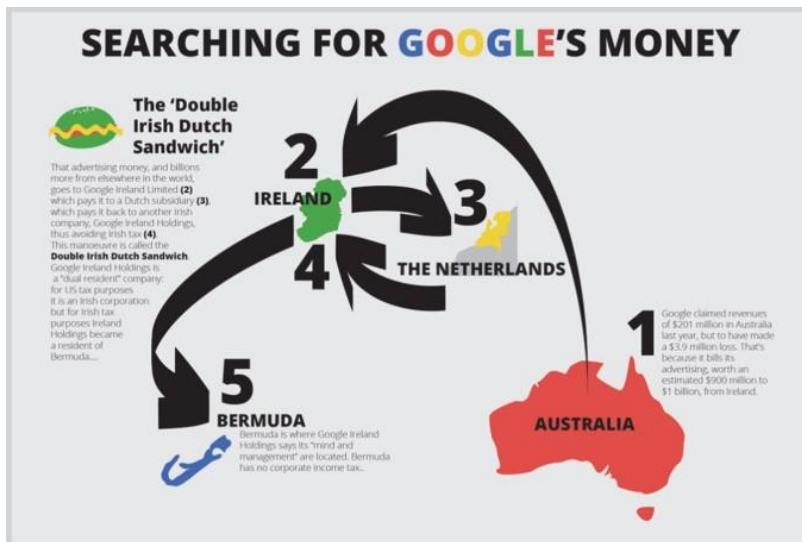 SEARCHING FOR GOOGLE'S MONEY
The 'Double
Irish Dutch
Sandwich'
That advertising money, and billions
more from elsewhere in the world,
goes to Google Ireland Limited (2)
which pays it to a Dutch subsidiary (3),
which pays it back to another Irish
company, Google Ireland Holdings,
thus avoiding Irish tax (4).
This manoeuvre is called the
Double Irish Dutch Sandwich.
Google Ireland Holdings is
a "dual resident" company:
for US tax purposes
it is an Irish corporation
but for Irish tax
purposes Ireland
Holdings became
a resident of
Bermuda....
2
IRELAND
3
THE NETHERLANDS
4
1
Google claimed revenues
of $201 million in Australia
last year, but to have made
a $3.9 million loss. That's
because it bills its
advertising, worth an
estimated $900 million to
$1 billion, from Ireland.
AUSTRALIA
5
BERMUDA
Bermuda is where Google Ireland
Holdings says its "mind and
management" are located. Bermuda
has no corporate income tax..